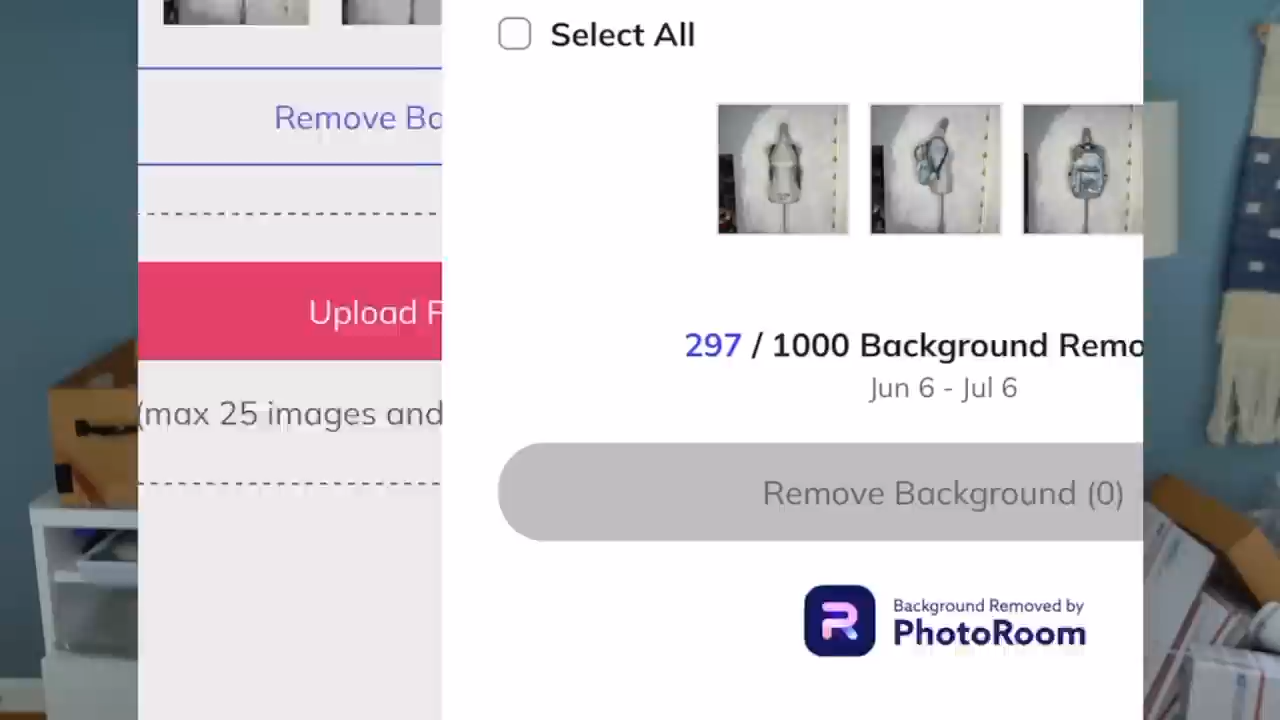 Select All
Remove Ba
Upload
(max 25 images and
297 / 1000 Background Remo
Jun 6 - Jul 6
Remove Background (0)
Background Removed by
PhotoRoom